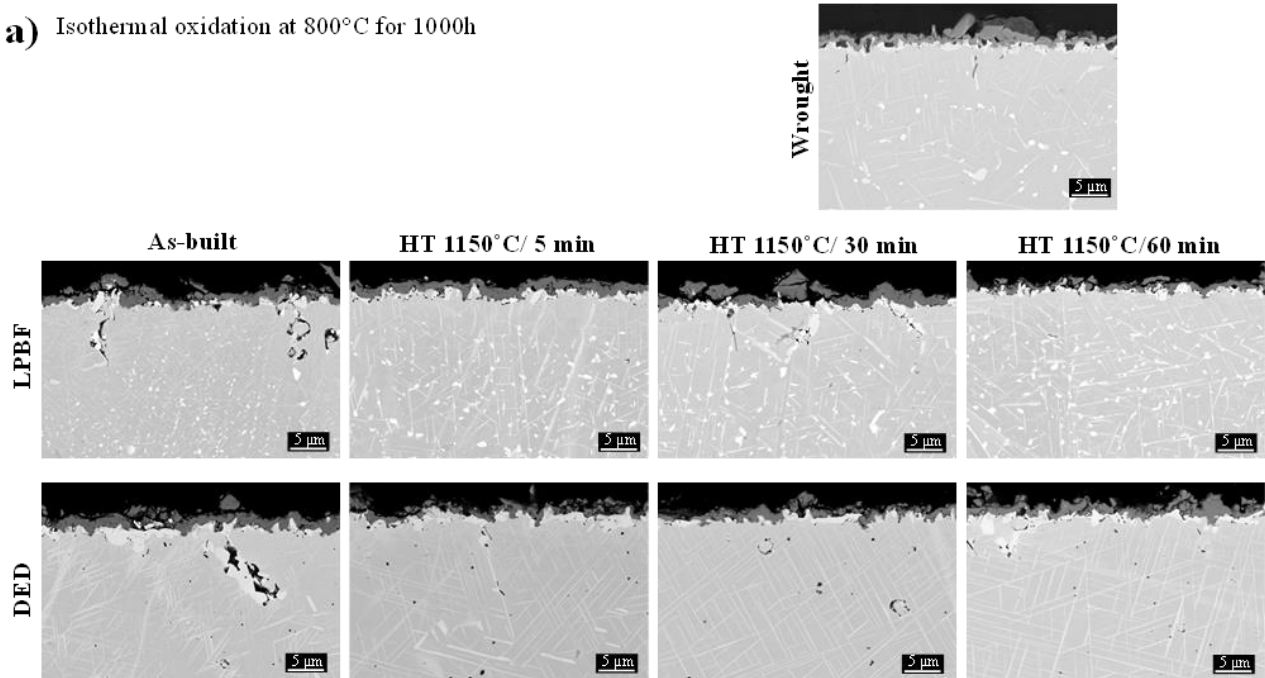 a) Isothermal oxidation at 800°C for 1000h
Wrought
5 μm
As-built
HT 1150°C/ 5 min
HT 1150°C/ 30 min
HT 1150°C/60 min
LPBF
5 μm
5 μm
5 μm
5 μm
DED
5 μm
5 μm
5 μm
5 μm